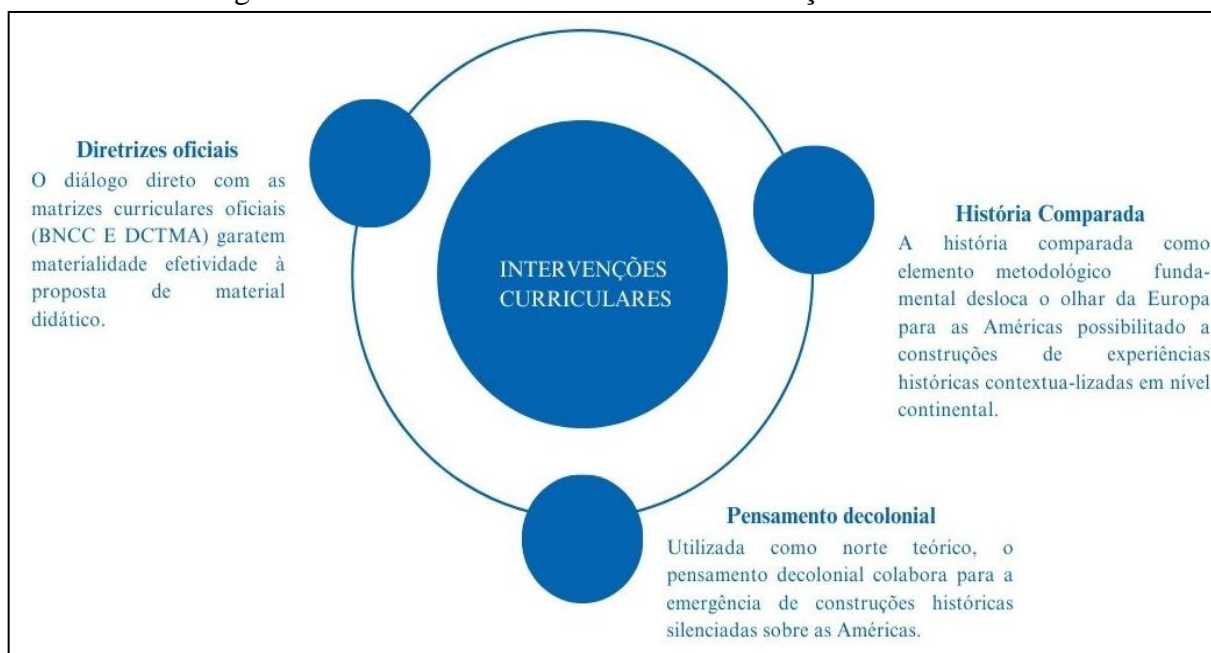 Diretrizes oficiais
O diálogo direto com as
matrizes curriculares oficiais
(BNCC E DCTMA) garatem
materialidade efetividade à
proposta de material
didático.
INTERVENÇÕES
CURRICULARES
História Comparada
A história comparada como
elemento metodológico funda-
mental desloca o olhar da Europa
para as Américas possibilitado a
construções de experiências
históricas contextua-lizadas em nível
continental.
Pensamento decolonial
Utilizada como norte teórico, o
pensamento decolonial colabora para a
emergência de construções históricas
silenciadas sobre as Américas.